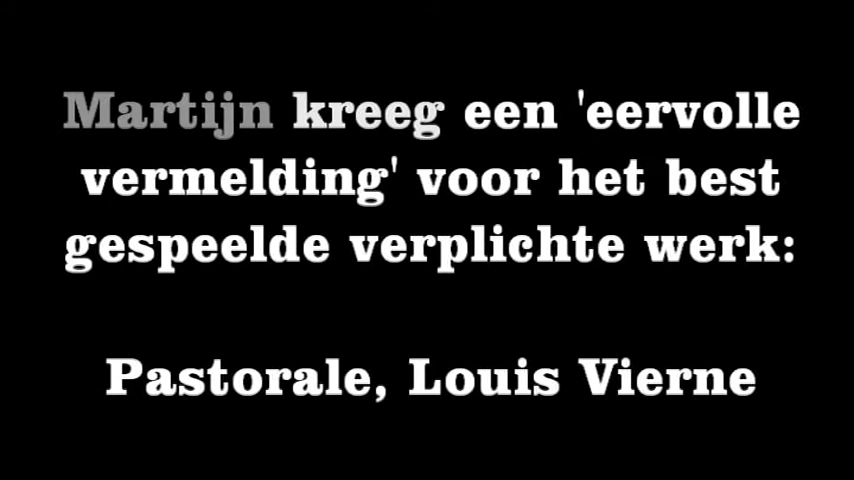 Martijn kreeg een 'eervolle
vermelding' voor het best
gespeelde verplichte werk:
Pastorale, Louis Vierne